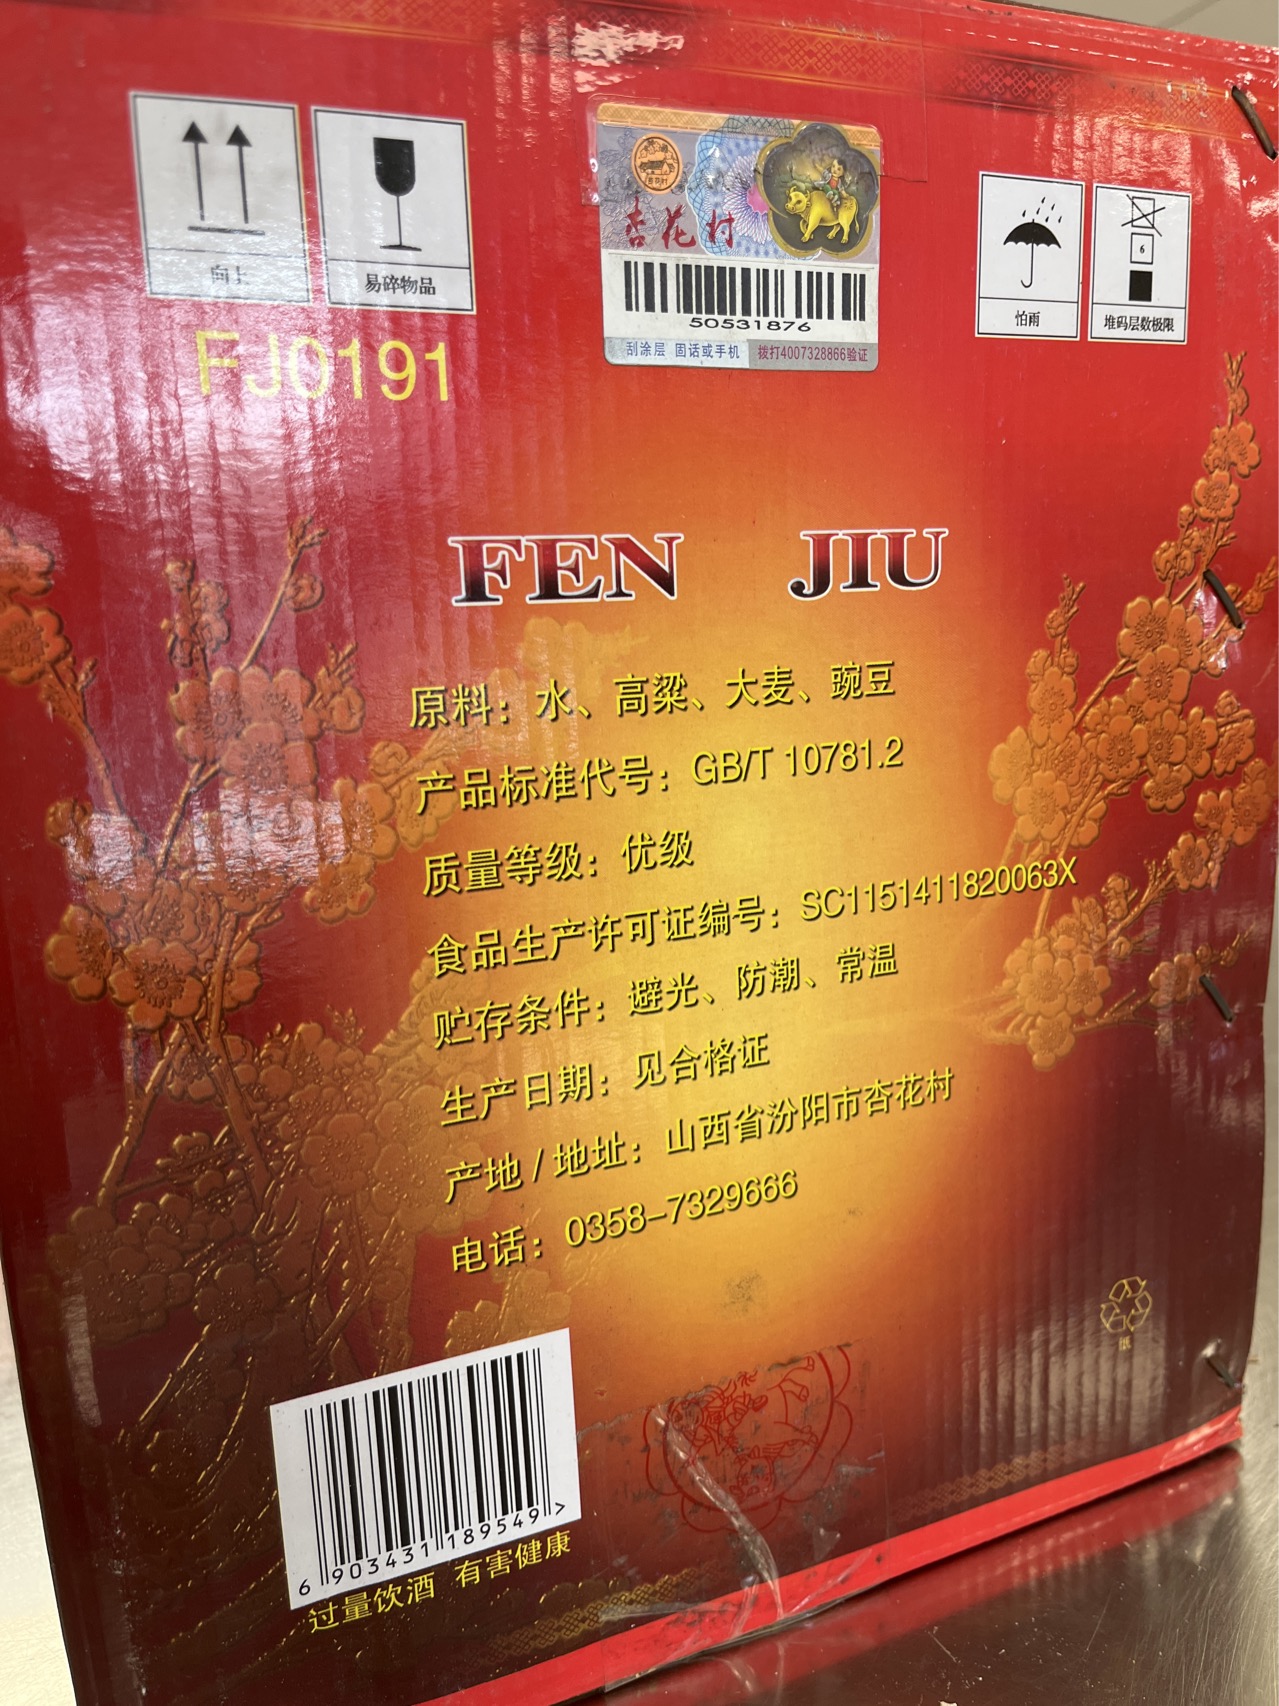 向上
易碎物品
杏花村
杏花村
50531876
刮涂层 固话或手机 拨打4007328866验证
怕雨
6
堆码层数极限
FJ0191
FEN JIU
原料：水、高粱、大麦、豌豆
产品标准代号：GB/T 10781.2
质量等级：优级
食品生产许可证编号：SC1151411820063X
贮存条件：避光、防潮、常温
生产日期：见合格证
产地/地址：山西省汾阳市杏花村
电话：0358-7329666
纸
6 903431 189549 >
过量饮酒 有害健康